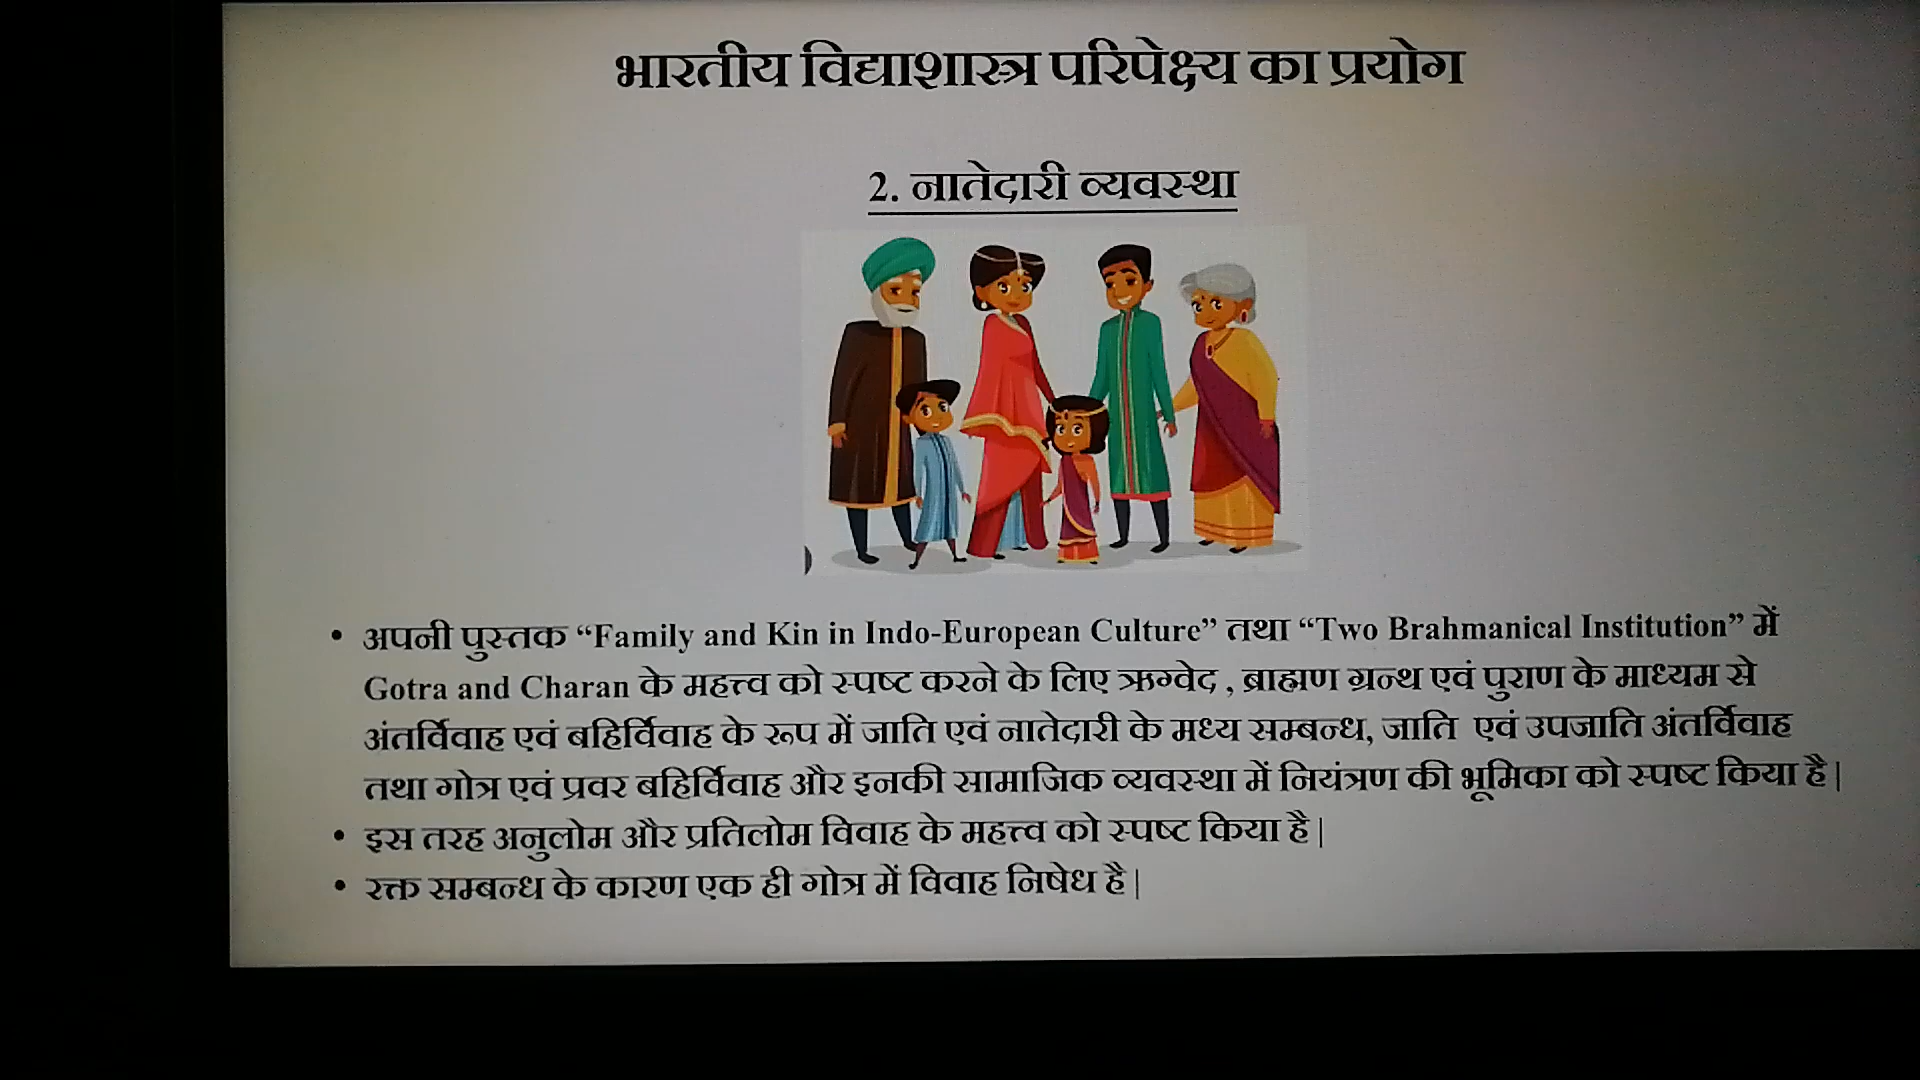 भारतीय विद्याशास्त्र परिपेक्ष्य का प्रयोग
2. नातेदारी व्यवस्था
• अपनी पुस्तक “Family and Kin in Indo-European Culture” तथा “Two Brahmanical Institution” में
Gotra and Charan के महत्त्व को स्पष्ट करने के लिए ऋग्वेद , ब्राह्मण ग्रन्थ एवं पुराण के माध्यम से
अंतर्विवाह एवं बहिर्विवाह के रूप में जाति एवं नातेदारी के मध्य सम्बन्ध, जाति एवं उपजाति अंतर्विवाह
तथा गोत्र एवं प्रवर बहिर्विवाह और इनकी सामाजिक व्यवस्था में नियंत्रण की भूमिका को स्पष्ट किया है|
• इस तरह अनुलोम और प्रतिलोम विवाह के महत्त्व को स्पष्ट किया है|
• रक्त सम्बन्ध के कारण एक ही गोत्र में विवाह निषेध है|